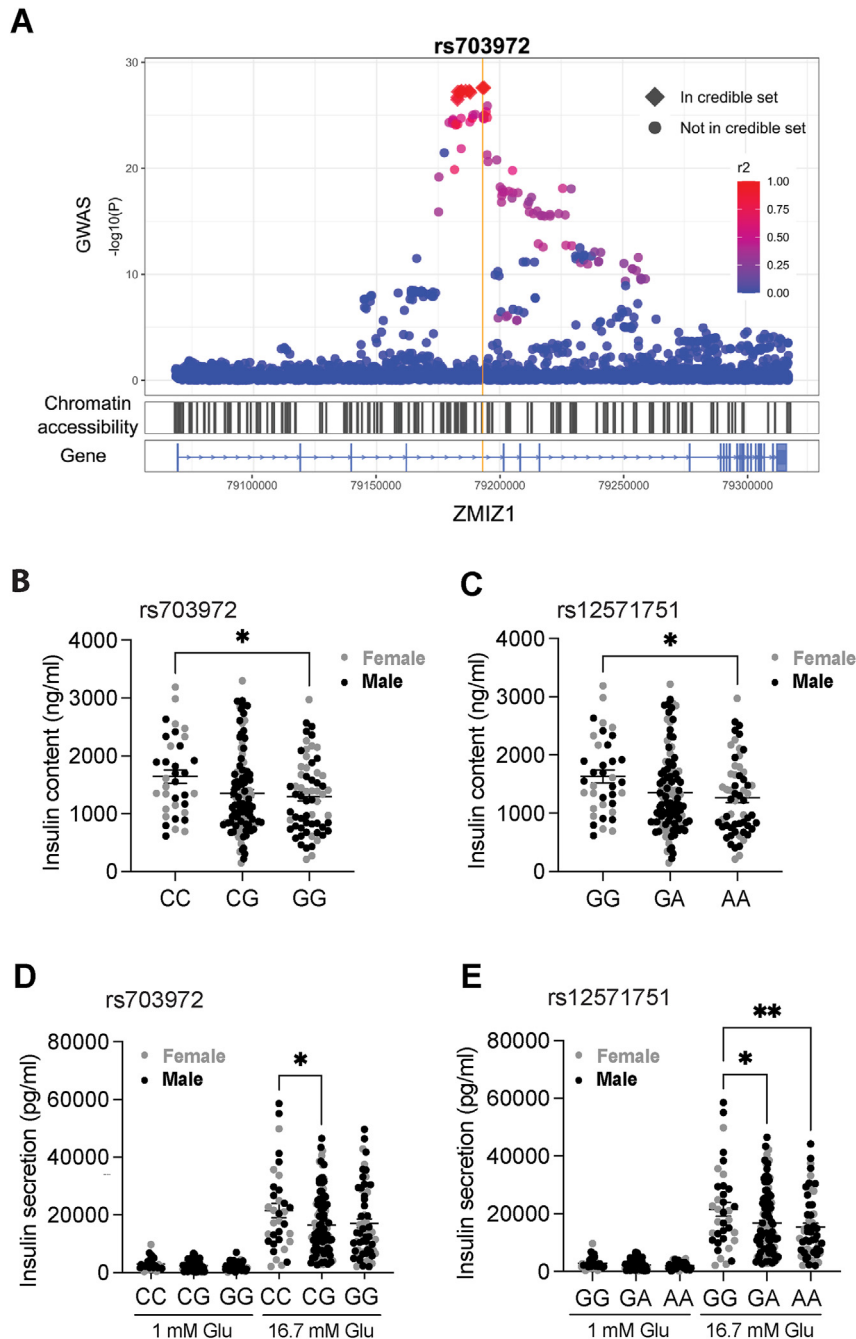 A
rs703972
30
20
10
0
GWAS
-log10(P)
In credible set
Not in credible set
r2
1.00
0.75
0.50
0.25
0.00
Chromatin
accessibility
Gene
79100000 79150000 79200000 79250000 79300000
ZMIZ1
B
rs703972
Insulin content (ng/ml)
4000
3000
2000
1000
0
*
Female
Male
CC CG GG
C
rs12571751
Insulin content (ng/ml)
4000
3000
2000
1000
0
*
Female
Male
GG GA AA
D
rs703972
Insulin secretion (pg/ml)
80000
60000
40000
20000
0
Female
Male
*
CC CG GG CC CG GG
1 mM Glu 16.7 mM Glu
E
rs12571751
Insulin secretion (pg/ml)
80000
60000
40000
20000
0
Female
Male
**
*
GG GA AA GG GA AA
1 mM Glu 16.7 mM Glu